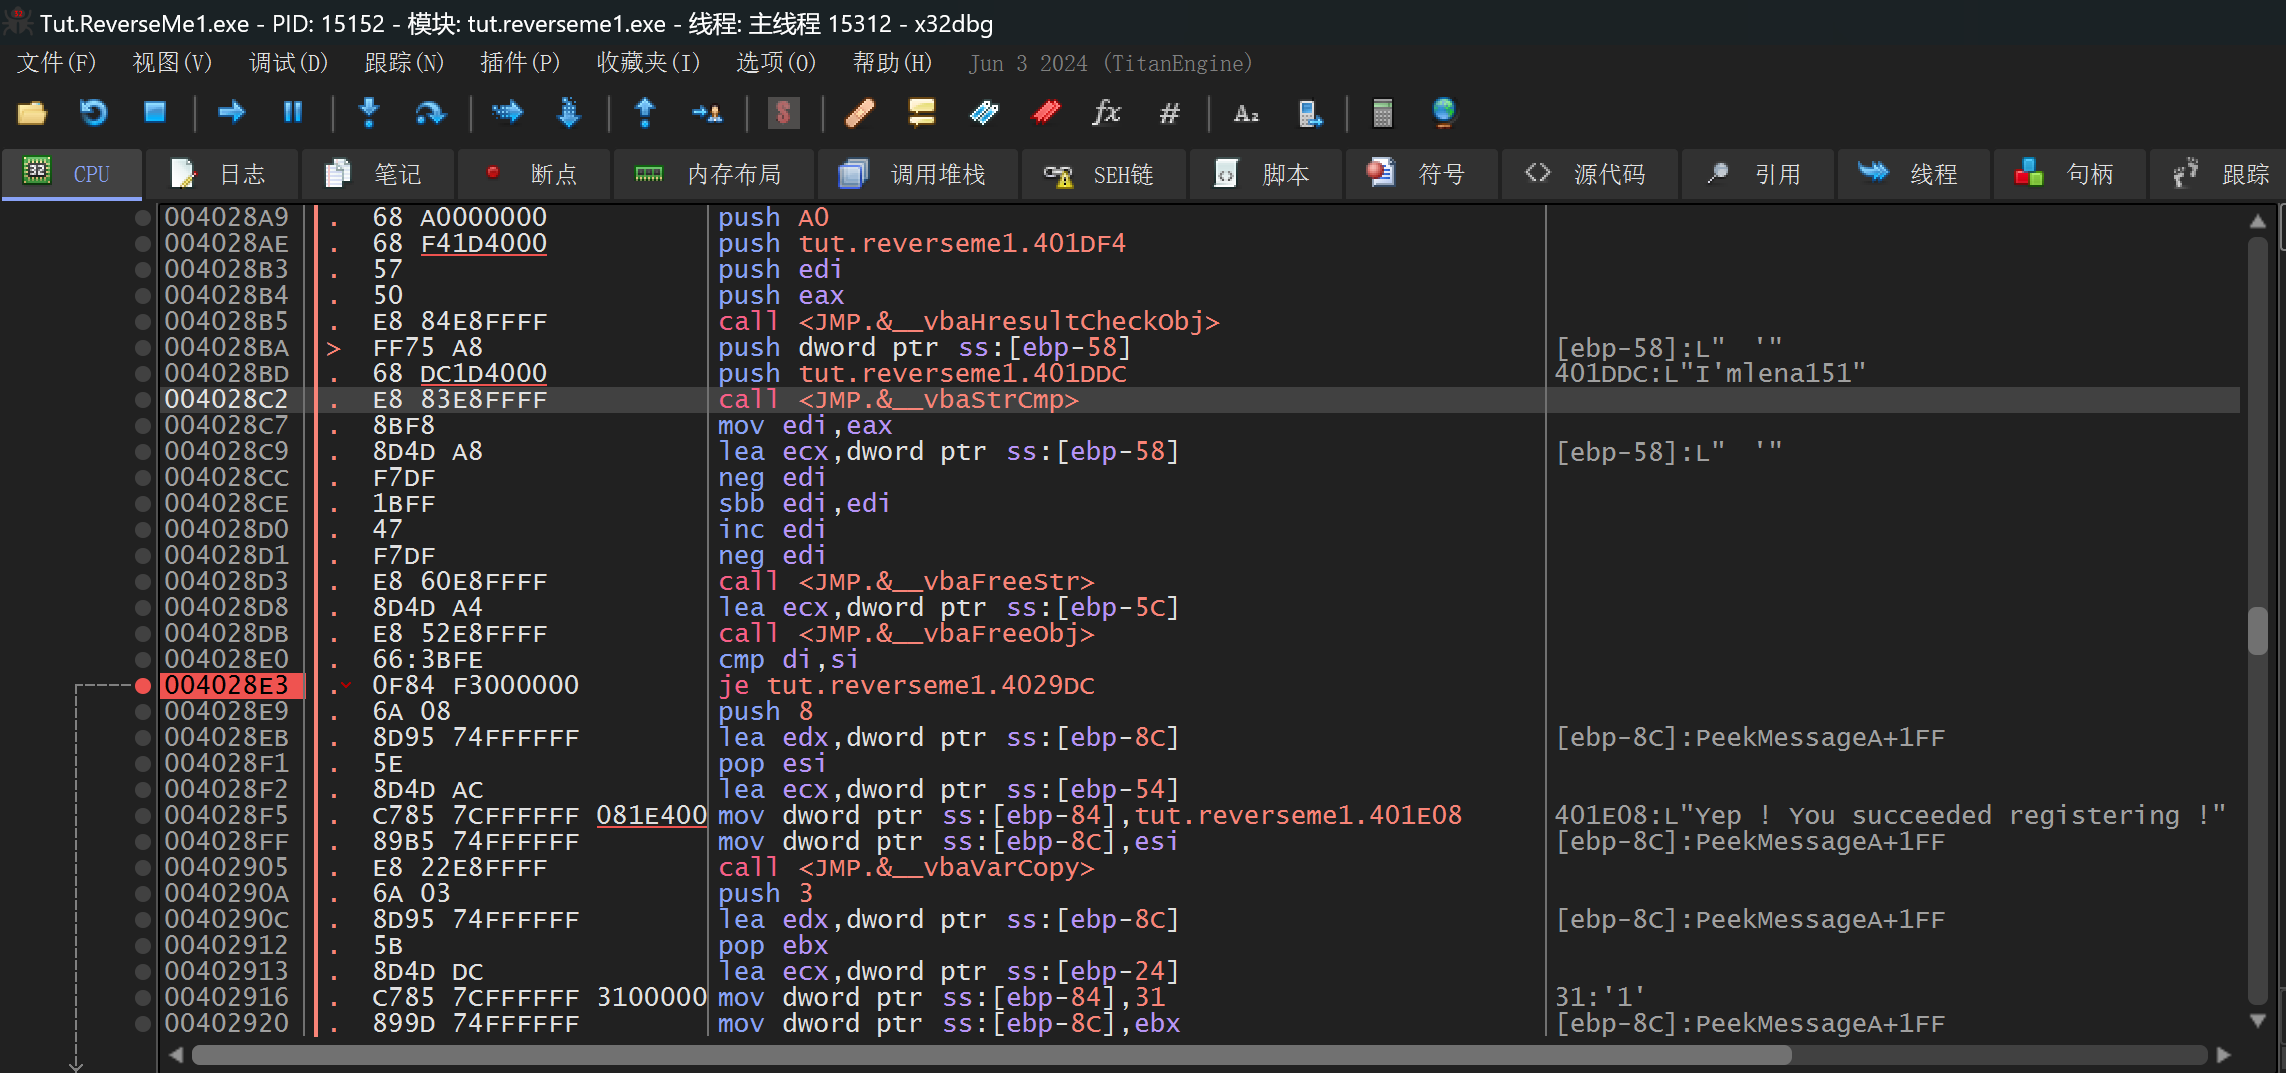 Tut.ReverseMe1.exe - PID: 15152 - 模块: tut.reverseme1.exe - 线程: 主线程 15312 - x32dbg
文件(F) 视图(V) 调试(D) 跟踪(N) 插件(P) 收藏夹(I) 选项(O) 帮助(H) Jun 3 2024 (TitanEngine)
CPU 日志 笔记 断点 内存布局 调用堆栈 SEH链 脚本 符号 源代码 引用 线程 句柄 跟踪
004028A9 . 68 A0000000 push A0
004028AE . 68 F41D4000 push tut.reverseme1.401DF4
004028B3 . 57 push edi
004028B4 . 50 push eax
004028B5 . E8 84E8FFFF call <JMP.&__vbaHresultCheckObj>
004028BA > FF75 A8 push dword ptr ss:[ebp-58] [ebp-58]:L" '"
004028BD . 68 DC1D4000 push tut.reverseme1.401DDC 401DDC:L"I'mlena151"
004028C2 . E8 83E8FFFF call <JMP.&__vbaStrCmp>
004028C7 . 8BF8 mov edi,eax
004028C9 . 8D4D A8 lea ecx,dword ptr ss:[ebp-58] [ebp-58]:L" '"
004028CC . F7DF neg edi
004028CE . 1BFF sbb edi,edi
004028D0 . 47 inc edi
004028D1 . F7DF neg edi
004028D3 . E8 60E8FFFF call <JMP.&__vbaFreeStr>
004028D8 . 8D4D A4 lea ecx,dword ptr ss:[ebp-5C]
004028DB . E8 52E8FFFF call <JMP.&__vbaFreeObj>
004028E0 . 66:3BFE cmp di,si
004028E3 . 0F84 F3000000 je tut.reverseme1.4029DC
004028E9 . 6A 08 push 8
004028EB . 8D95 74FFFFFF lea edx,dword ptr ss:[ebp-8C] [ebp-8C]:PeekMessageA+1FF
004028F1 . 5E pop esi
004028F2 . 8D4D AC lea ecx,dword ptr ss:[ebp-54]
004028F5 . C785 7CFFFFFF 081E400 mov dword ptr ss:[ebp-84],tut.reverseme1.401E08 401E08:L"Yep ! You succeeded registering !"
004028FF . 89B5 74FFFFFF mov dword ptr ss:[ebp-8C],esi [ebp-8C]:PeekMessageA+1FF
00402905 . E8 22E8FFFF call <JMP.&__vbaVarCopy>
0040290A . 6A 03 push 3
0040290C . 8D95 74FFFFFF lea edx,dword ptr ss:[ebp-8C] [ebp-8C]:PeekMessageA+1FF
00402912 . 5B pop ebx
00402913 . 8D4D DC lea ecx,dword ptr ss:[ebp-24]
00402916 . C785 7CFFFFFF 3100000 mov dword ptr ss:[ebp-84],31 31:'1'
00402920 . 899D 74FFFFFF mov dword ptr ss:[ebp-8C],ebx [ebp-8C]:PeekMessageA+1FF